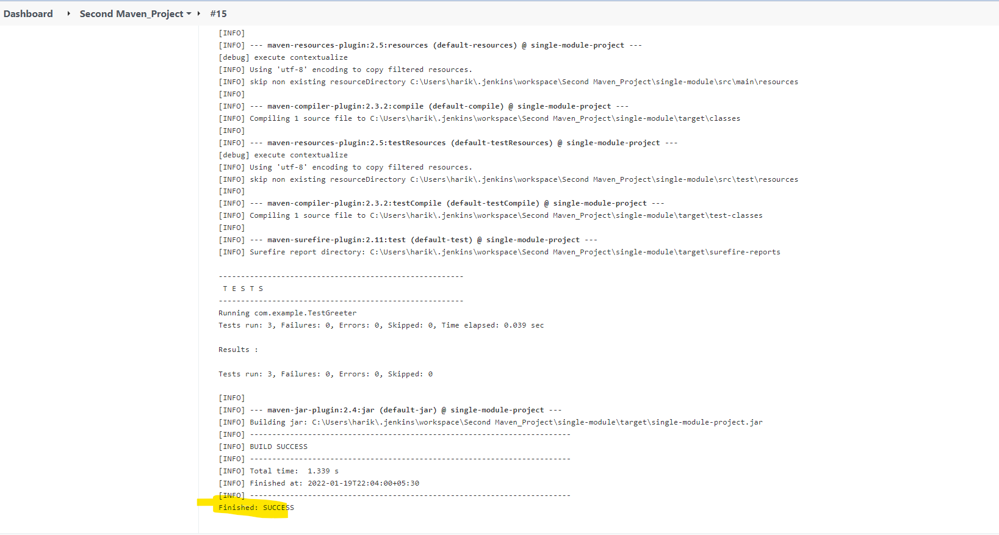 Dashboard Second Maven_Project #15
[INFO]
[INFO] --- maven-resources-plugin:2.5:resources (default-resources) @ single-module-project ---
[debug] execute contextualize
[INFO] Using 'utf-8' encoding to copy filtered resources.
[INFO] skip non existing resourceDirectory C:\Users\harik\.jenkins\workspace\Second Maven_Project\single-module\src\main\resources
[INFO]
[INFO] --- maven-compiler-plugin:2.3.2:compile (default-compile) @ single-module-project ---
[INFO] Compiling 1 source file to C:\Users\harik\.jenkins\workspace\Second Maven_Project\single-module\target\classes
[INFO]
[INFO] --- maven-resources-plugin:2.5:testResources (default-testResources) @ single-module-project ---
[debug] execute contextualize
[INFO] Using 'utf-8' encoding to copy filtered resources.
[INFO] skip non existing resourceDirectory C:\Users\harik\.jenkins\workspace\Second Maven_Project\single-module\src\test\resources
[INFO]
[INFO] --- maven-compiler-plugin:2.3.2:testCompile (default-testCompile) @ single-module-project ---
[INFO] Compiling 1 source file to C:\Users\harik\.jenkins\workspace\Second Maven_Project\single-module\target\test-classes
[INFO]
[INFO] --- maven-surefire-plugin:2.11:test (default-test) @ single-module-project ---
[INFO] Surefire report directory: C:\Users\harik\.jenkins\workspace\Second Maven_Project\single-module\target\surefire-reports
-------------------------------------------------------
T E S T S
-------------------------------------------------------
Running com.example.TestGreeter
Tests run: 3, Failures: 0, Errors: 0, Skipped: 0, Time elapsed: 0.039 sec
Results :
Tests run: 3, Failures: 0, Errors: 0, Skipped: 0
[INFO]
[INFO] --- maven-jar-plugin:2.4:jar (default-jar) @ single-module-project ---
[INFO] Building jar: C:\Users\harik\.jenkins\workspace\Second Maven_Project\single-module\target\single-module-project.jar
[INFO] ------------------------------------------------------------------------
[INFO] BUILD SUCCESS
[INFO] ------------------------------------------------------------------------
[INFO] Total time:  1.339 s
[INFO] Finished at: 2022-01-19T22:04:00+05:30
[INFO] ------------------------------------------------------------------------
Finished: SUCCESS